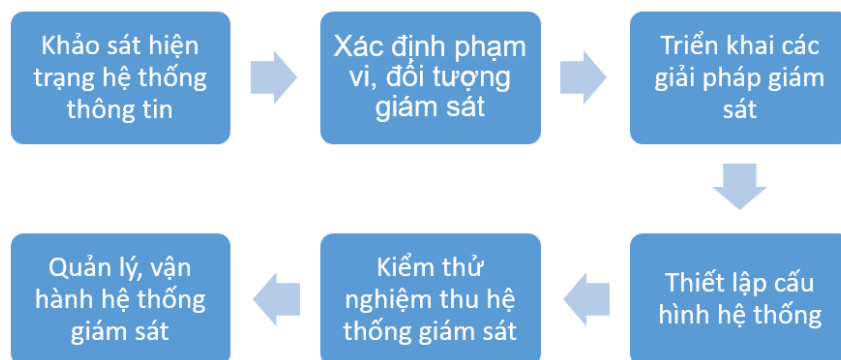 Khảo sát hiện
trạng hệ thống
thông tin
Xác định phạm
vi, đối tượng
giám sát
Triển khai các
giải pháp giám
sát
Thiết lập cấu
hình hệ thống
Kiểm thử
nghiệm thu hệ
thống giám sát
Quản lý, vận
hành hệ thống
giám sát